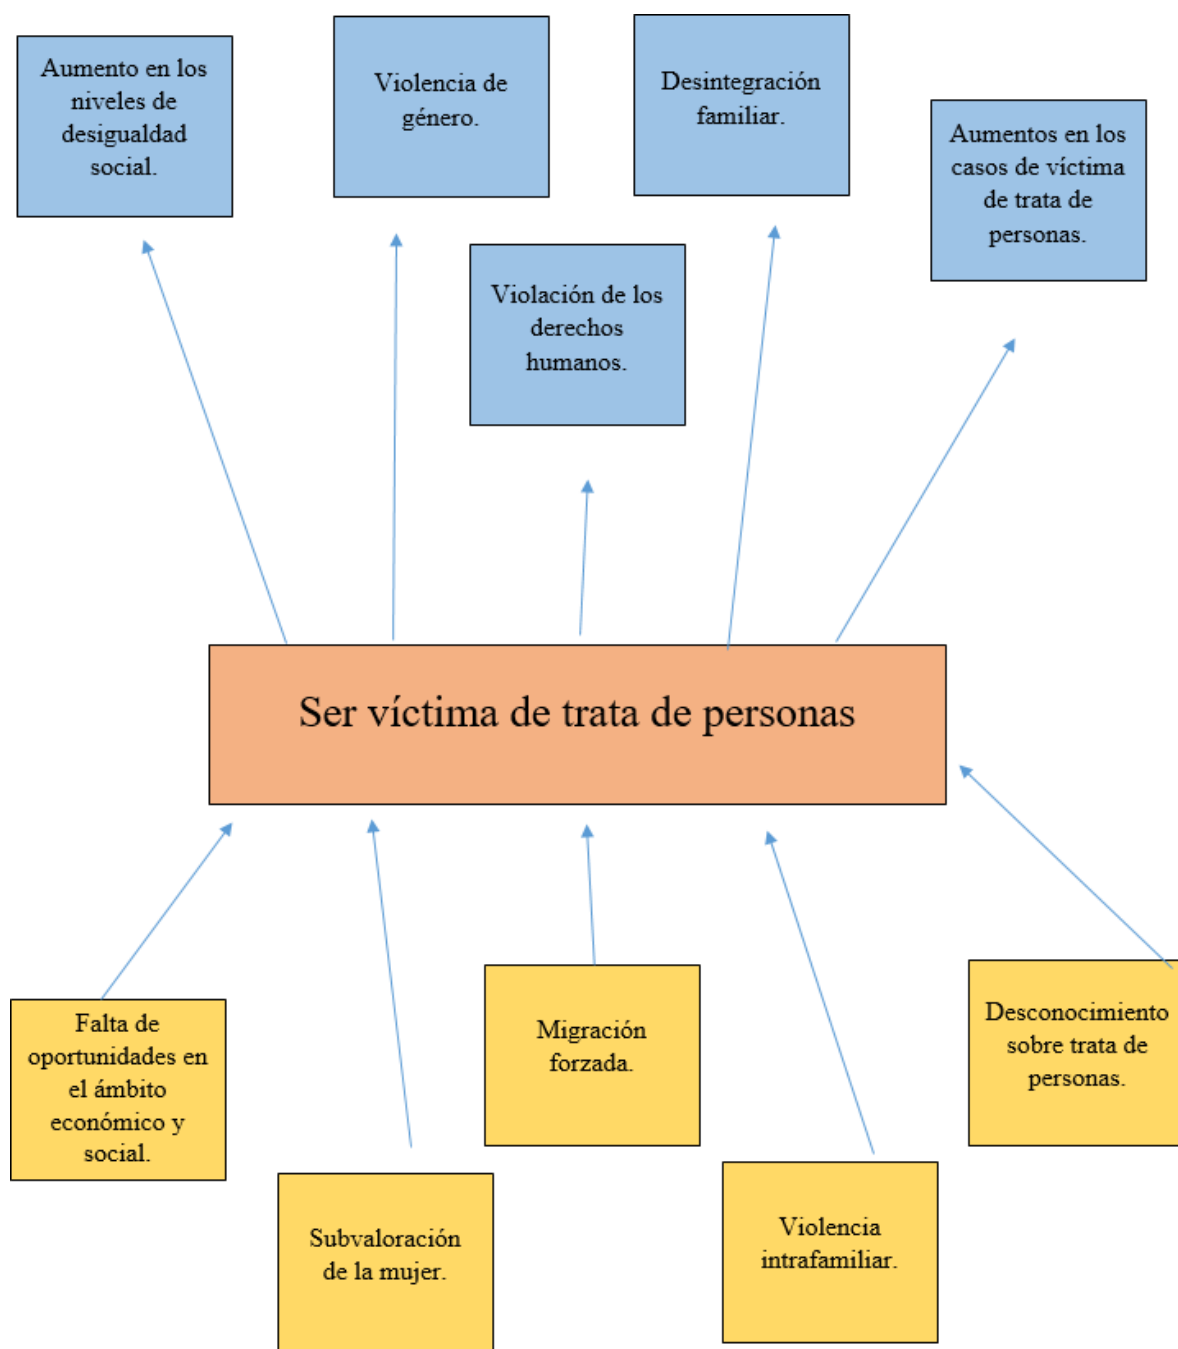 Aumento en los
niveles de
desigualdad
social.
Violencia de
género.
Desintegración
familiar.
Aumentos en los
casos de víctima
de trata de
personas.
Violación de los
derechos
humanos.
Ser víctima de trata de personas
Falta de
oportunidades en
el ámbito
económico y
social.
Subvaloración
de la mujer.
Migración
forzada.
Violencia
intrafamiliar.
Desconocimiento
sobre trata de
personas.